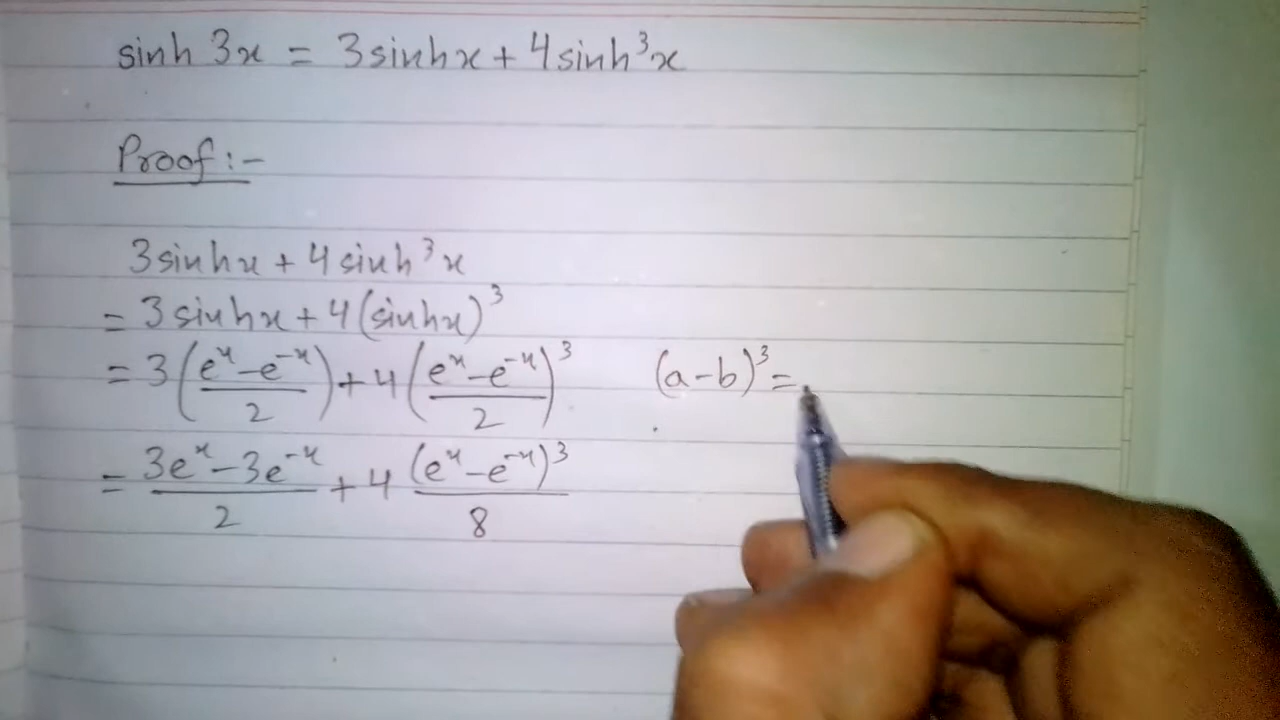 sinh 3x = 3sinhx + 4sinh³x
Proof :-
3sinhx + 4sinh³x
= 3sinhx + 4(sinhx)³
= 3(eˣ-e⁻ˣ/2) + 4(eˣ-e⁻ˣ/2)³ (a-b)³ =
= 3eˣ-3e⁻ˣ/2 + 4 (eˣ-e⁻ˣ)³/8